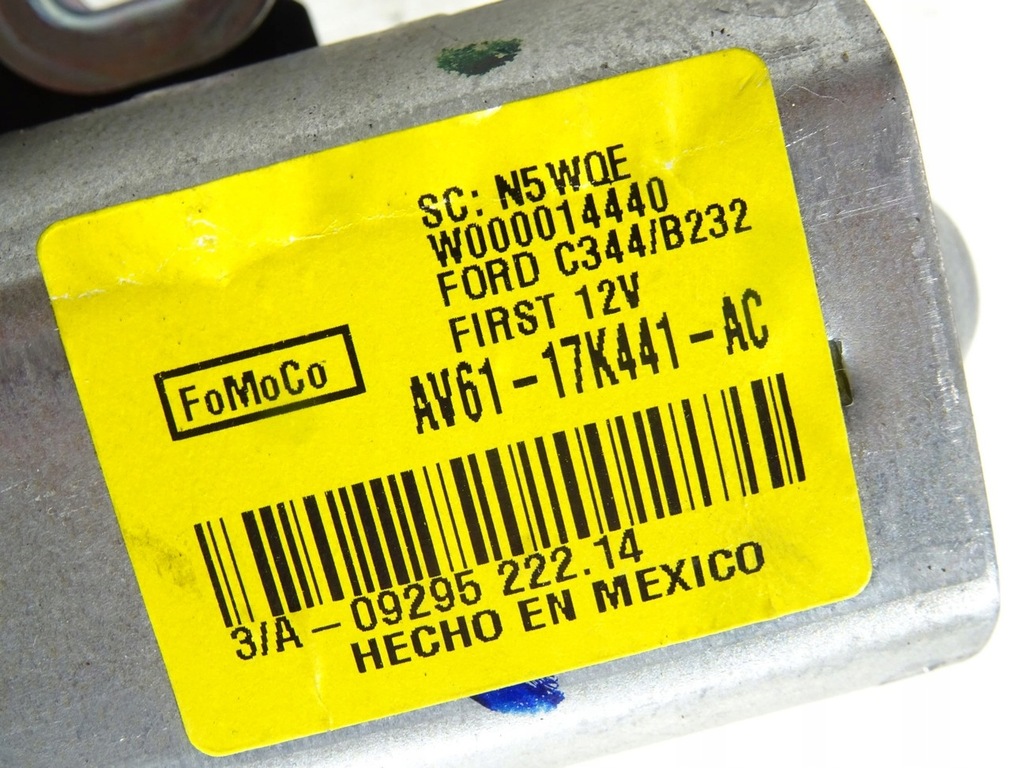 SC: N5WQE
W000014440
FORD C344/B232
FIRST 12V
FoMoCo
AV61-17K441-AC
3/A-09295 222.14
HECHO EN MEXICO